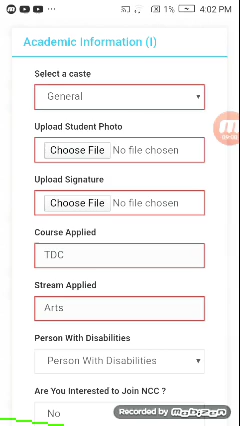 1% 4:02 PM
Academic Information (I)
Select a caste
General
Upload Student Photo
Choose File No file chosen
Upload Signature
Choose File No file chosen
Course Applied
TDC
Stream Applied
Arts
Person With Disabilities
Person With Disabilities
Are You Interested to Join NCC ?
No
Recorded by mobizen